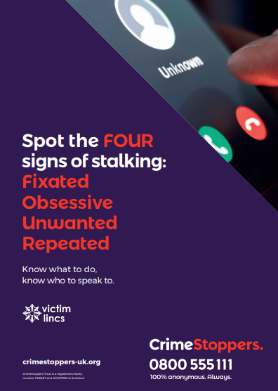 Unknown
Spot the FOUR
signs of stalking:
Fixated
Obsessive
Unwanted
Repeated
Know what to do,
know who to speak to.
victim
lincs
CrimeStoppers.
0800 555 111
100% anonymous. Always.
crimestoppers-uk.org